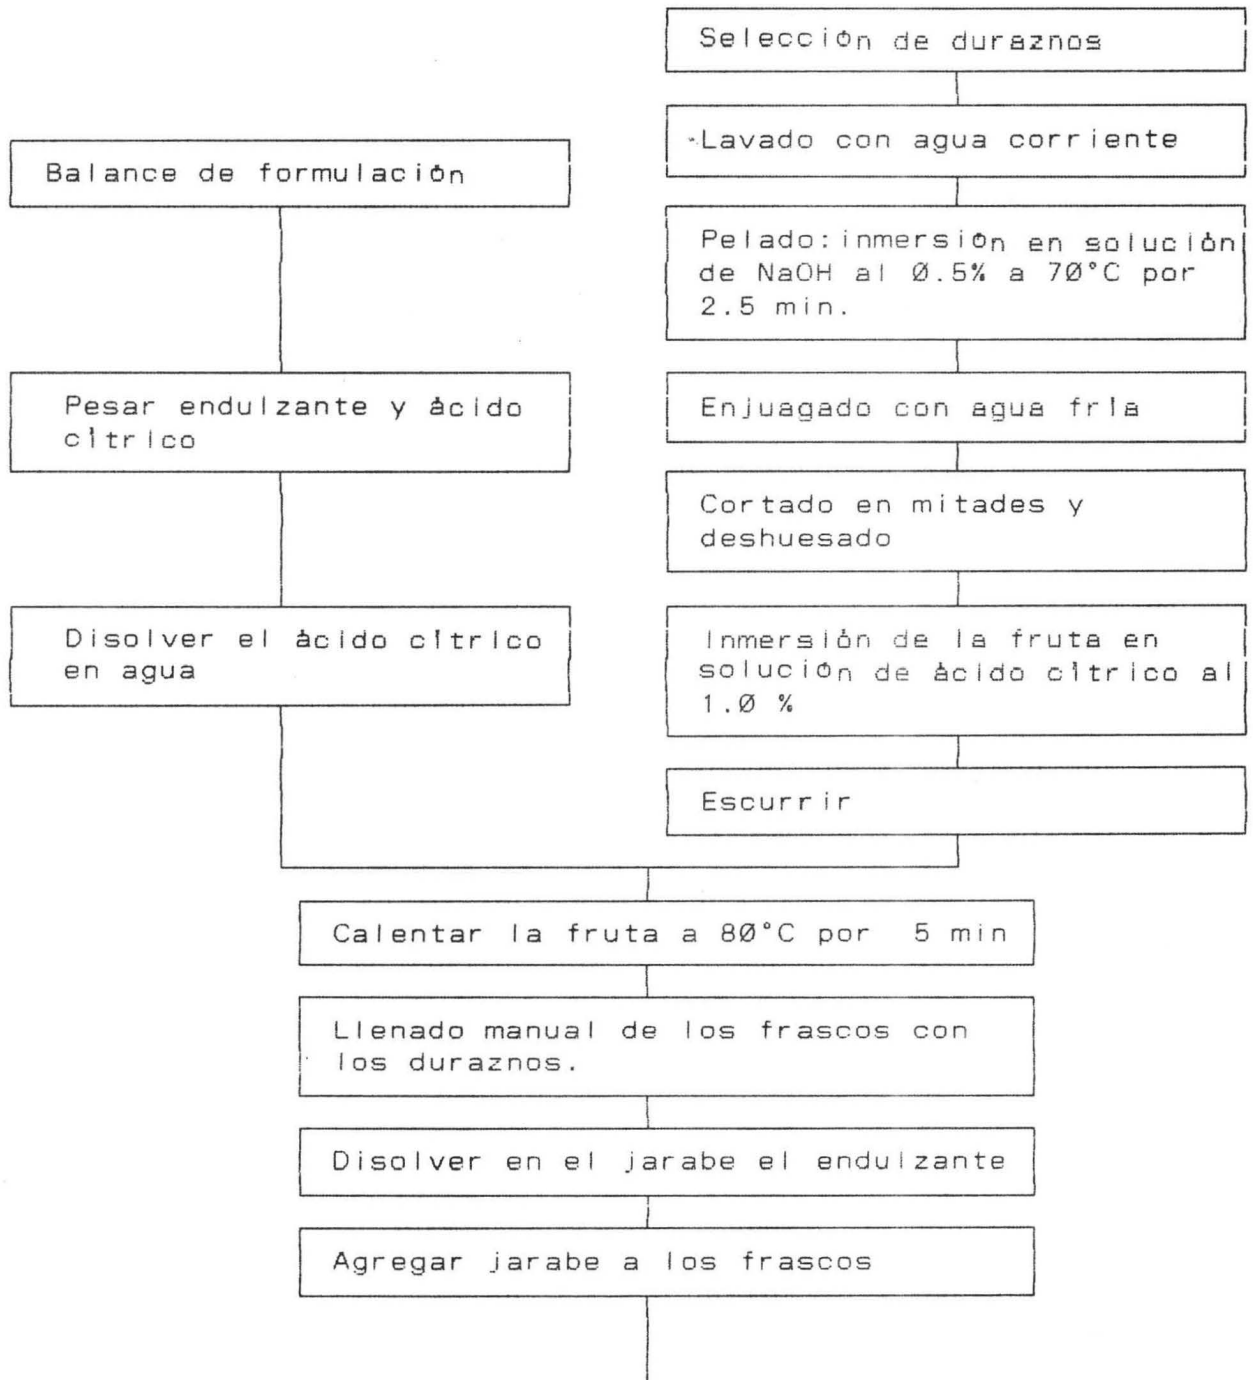 Selección de duraznos
Lavado con agua corriente
Balance de formulación
Pelado: inmersión en solución
de NaOH al Ø.5% a 7Ø°C por
2.5 min.
Pesar endulzante y ácido
cítrico
Enjuagado con agua fría
Cortado en mitades y
deshuesado
Disolver el ácido cítrico
en agua
Inmersión de la fruta en
solución de ácido cítrico al
1.Ø %
Escurrir
Calentar la fruta a 8Ø°C por 5 min
Llenado manual de los frascos con
los duraznos.
Disolver en el jarabe el endulzante
Agregar jarabe a los frascos